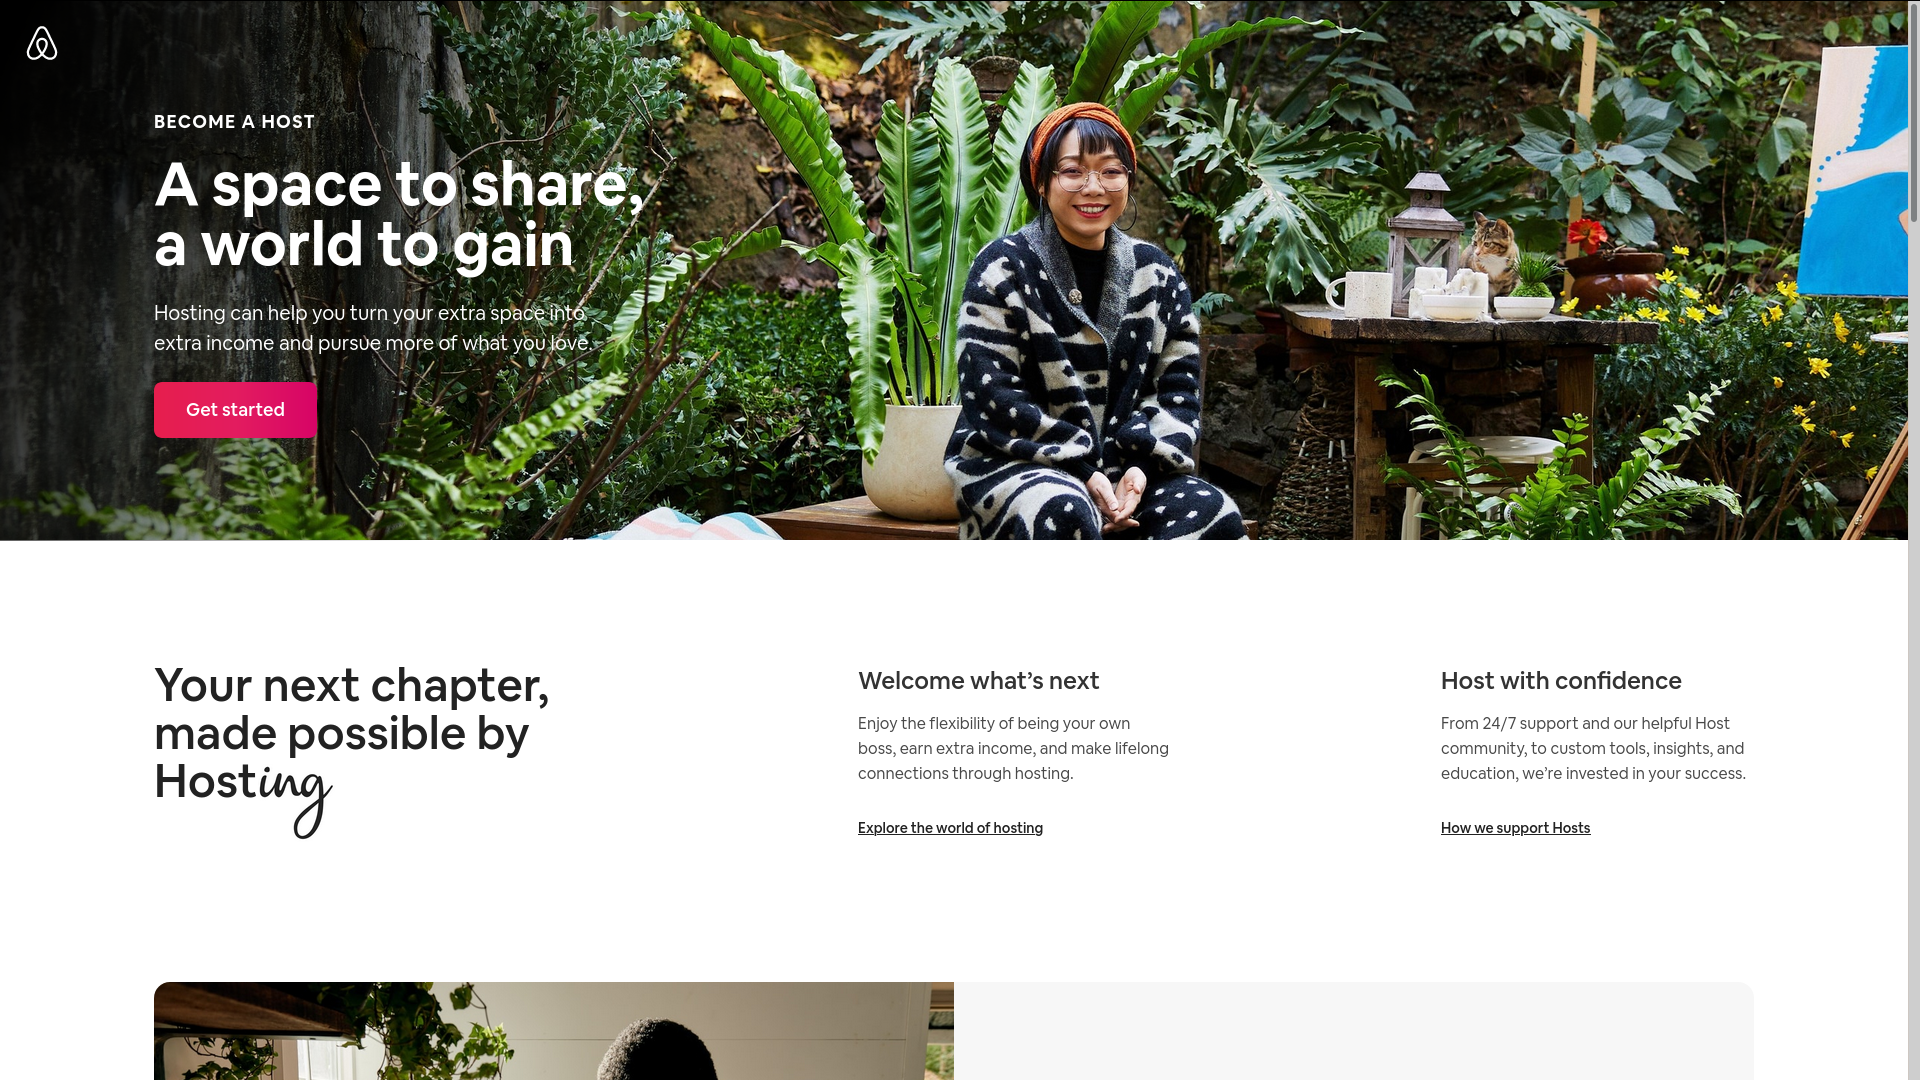 BECOME A HOST
A space to share,
a world to gain
Hosting can help you turn your extra space into
extra income and pursue more of what you love.
Get started
Your next chapter,
made possible by
Hosting
Welcome what’s next
Enjoy the flexibility of being your own
boss, earn extra income, and make lifelong
connections through hosting.
Explore the world of hosting
Host with confidence
From 24/7 support and our helpful Host
community, to custom tools, insights, and
education, we’re invested in your success.
How we support Hosts